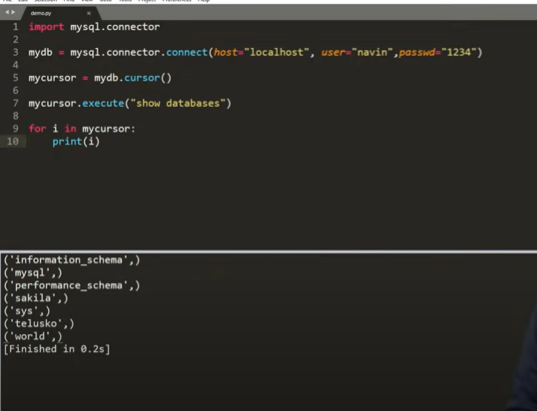 demo.py
1 import mysql.connector
2
3 mydb = mysql.connector.connect(host="localhost", user="navin",passwd="1234")
4
5 mycursor = mydb.cursor()
6
7 mycursor.execute("show databases")
8
9 for i in mycursor:
10     print(i)
('information_schema',)
('mysql',)
('performance_schema',)
('sakila',)
('sys',)
('telusko',)
('world',)
[Finished in 0.2s]